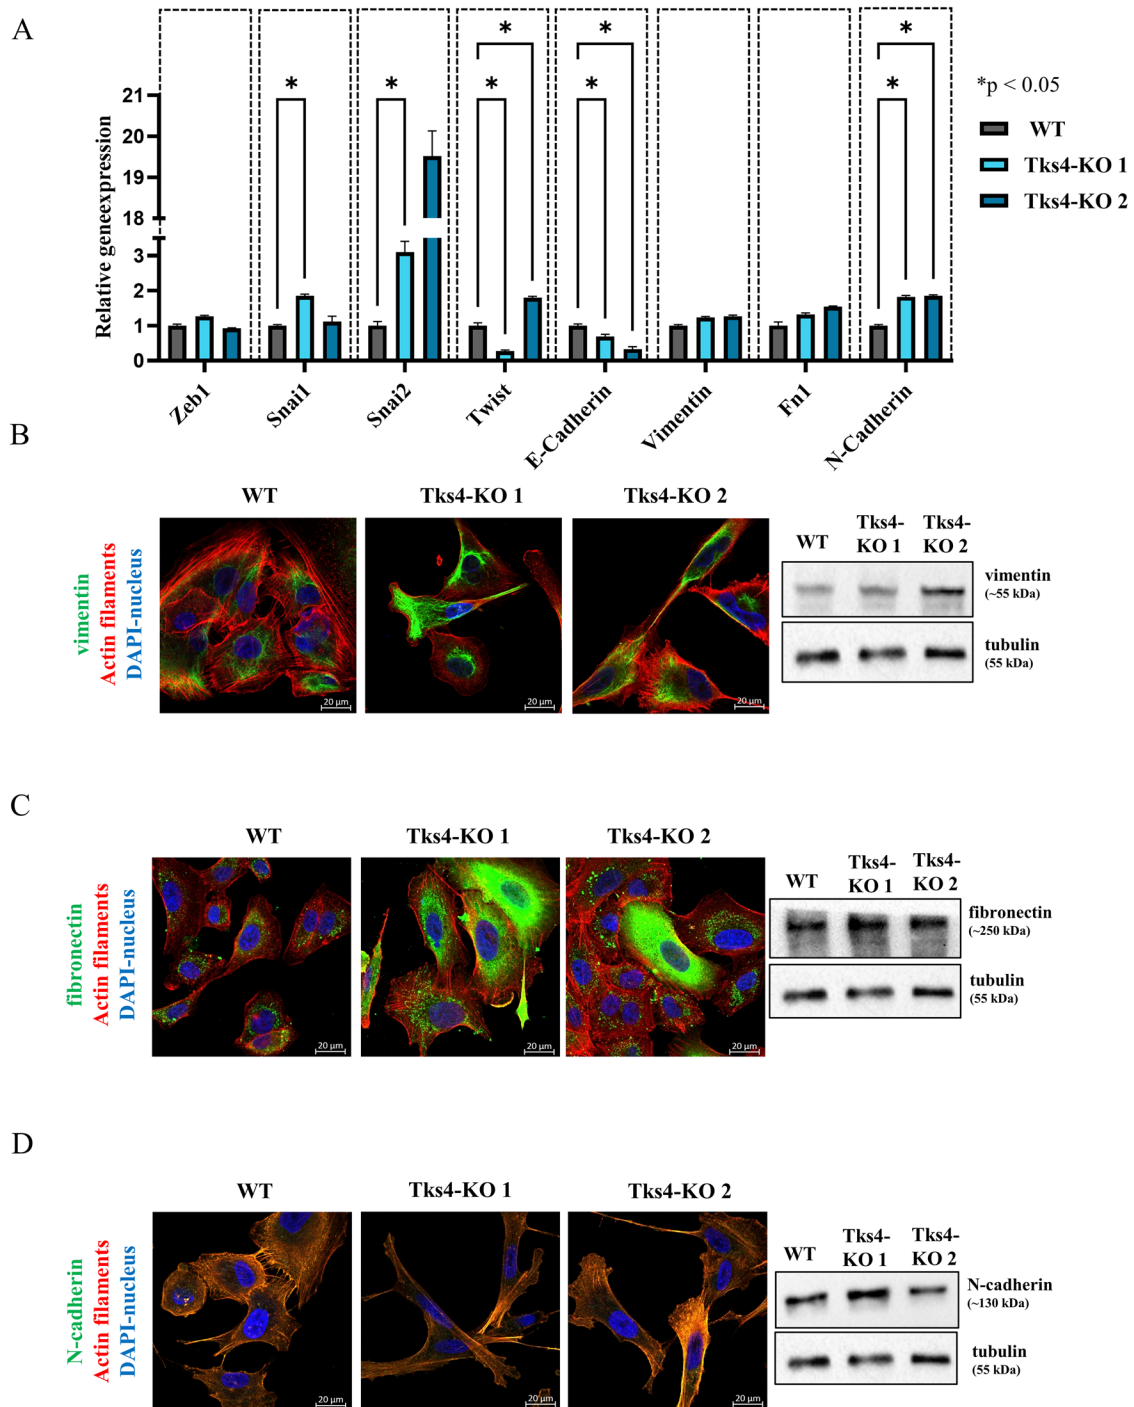 A
* * * * * * * *
*p < 0.05
WT
Tks4-KO 1
Tks4-KO 2
Relative geneexpression
21
20
19
18
3
2
1
0
Zeb1
Snai1
Snai2
Twist
E-Cadherin
Vimentin
Fn1
N-Cadherin
B
WT
Tks4-KO 1
Tks4-KO 2
vimentin
Actin filaments
DAPI-nucleus
20 µm
20 µm
20 µm
WT
Tks4-
KO 1
Tks4-
KO 2
vimentin
(~55 kDa)
tubulin
(55 kDa)
C
WT
Tks4-KO 1
Tks4-KO 2
fibronectin
Actin filaments
DAPI-nucleus
20 µm
20 µm
20 µm
WT
Tks4-
KO 1
Tks4-
KO 2
fibronectin
(~250 kDa)
tubulin
(55 kDa)
D
WT
Tks4-KO 1
Tks4-KO 2
N-cadherin
Actin filaments
DAPI-nucleus
20 µm
20 µm
20 µm
WT
Tks4-
KO 1
Tks4-
KO 2
N-cadherin
(~130 kDa)
tubulin
(55 kDa)